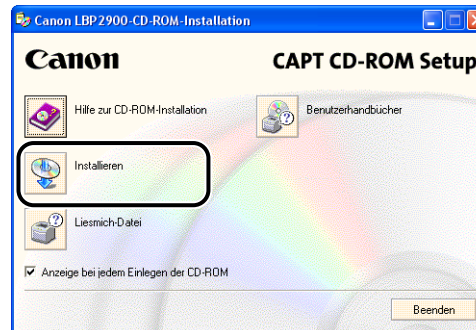 Canon LBP2900-CD-ROM-Installation
Canon
CAPT CD-ROM Setup
Hilfe zur CD-ROM-Installation
Benutzerhandbücher
Installieren
Liesmich-Datei
Anzeige bei jedem Einlegen der CD-ROM
Beenden